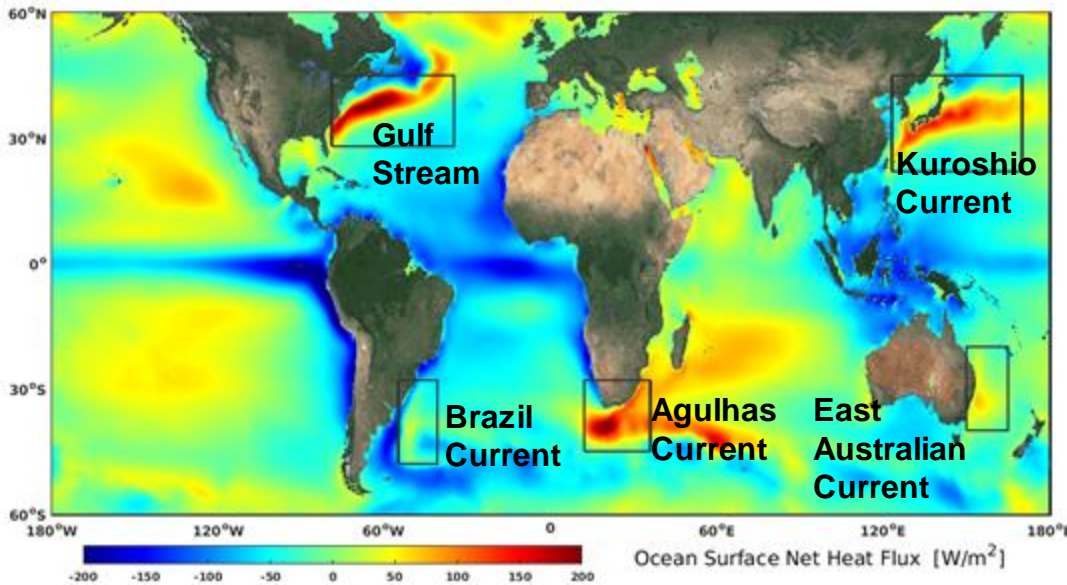 60°N
30°N
0°
30°S
60°S
180°W
120°W
60°W
0
60°E
120°E
180°E
Gulf
Stream
Kuroshio
Current
Brazil
Current
Agulhas
Current
East
Australian
Current
-200
-150
-100
-50
0
50
100
150
200
Ocean Surface Net Heat Flux [W/m²]